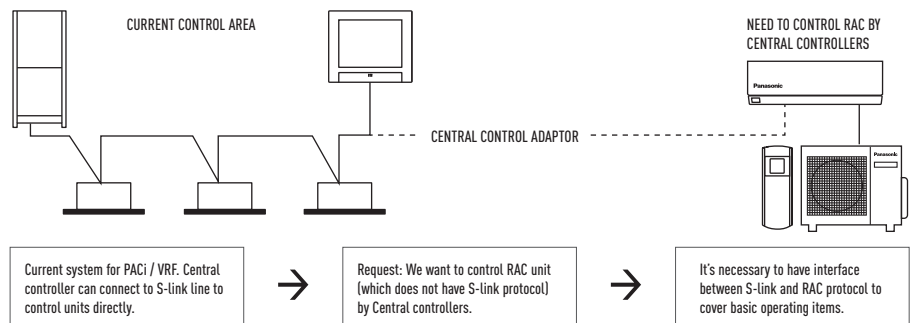 CURRENT CONTROL AREA
NEED TO CONTROL RAC BY
CENTRAL CONTROLLERS
Panasonic
CENTRAL CONTROL ADAPTOR
Panasonic
Current system for PACi / VRF. Central
controller can connect to S-link line to
control units directly.
Request: We want to control RAC unit
(which does not have S-link protocol)
by Central controllers.
It's necessary to have interface
between S-link and RAC protocol to
cover basic operating items.